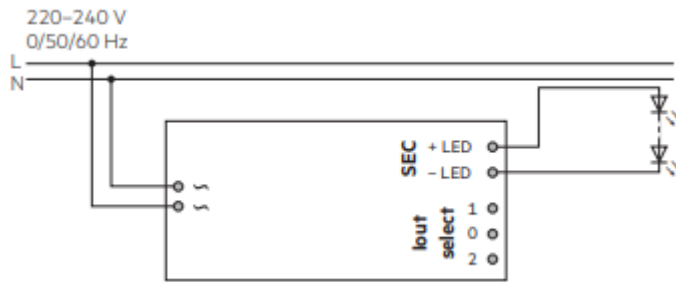 220–240 V
0/50/60 Hz
L
N
SEC
+ LED
– LED
~
~
Iout
select
1
0
2